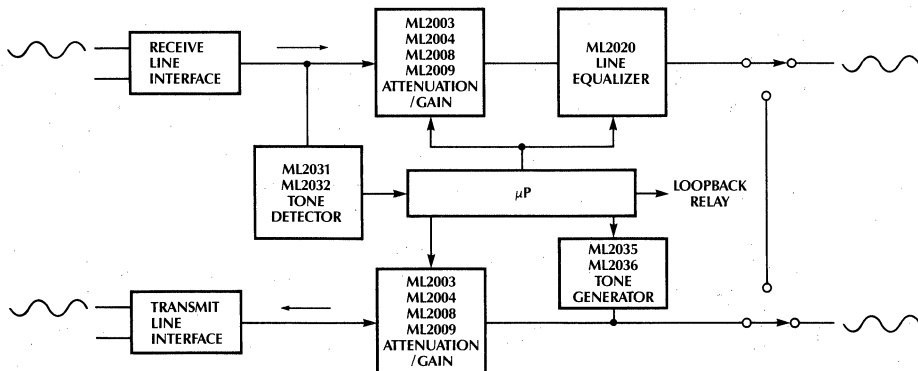 RECEIVE
LINE
INTERFACE
ML2003
ML2004
ML2008
ML2009
ATTENUATION
/GAIN
ML2020
LINE
EQUALIZER
ML2031
ML2032
TONE
DETECTOR
μP
LOOPBACK
RELAY
ML2035
ML2036
TONE
GENERATOR
TRANSMIT
LINE
INTERFACE
ML2003
ML2004
ML2008
ML2009
ATTENUATION
/GAIN